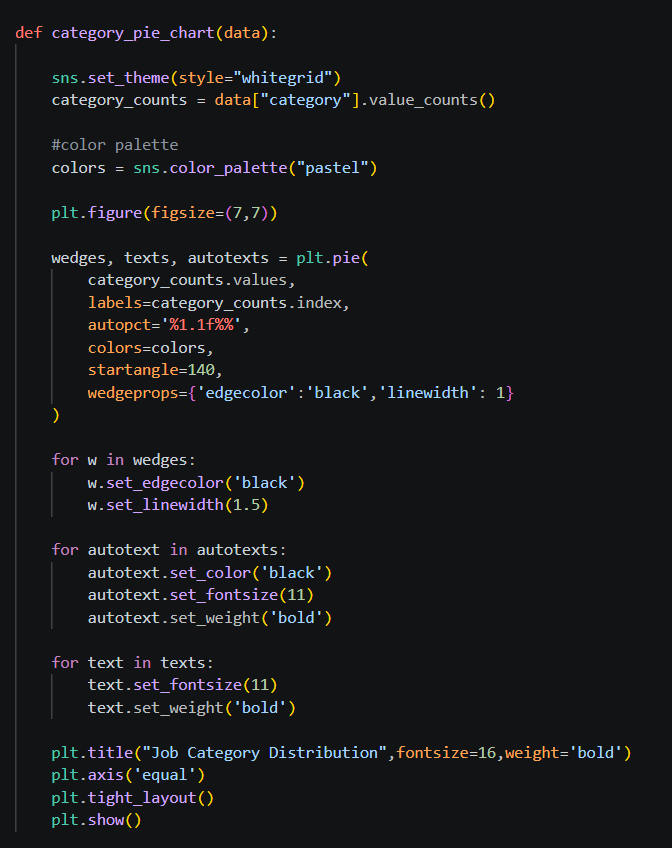 def category_pie_chart(data):
sns.set_theme(style="whitegrid")
category_counts = data["category"].value_counts()
#color palette
colors = sns.color_palette("pastel")
plt.figure(figsize=(7,7))
wedges, texts, autotexts = plt.pie(
category_counts.values,
labels=category_counts.index,
autopct='%1.1f%%',
colors=colors,
startangle=140,
wedgeprops={'edgecolor':'black','linewidth': 1}
)
for w in wedges:
w.set_edgecolor('black')
w.set_linewidth(1.5)
for autotext in autotexts:
autotext.set_color('black')
autotext.set_fontsize(11)
autotext.set_weight('bold')
for text in texts:
text.set_fontsize(11)
text.set_weight('bold')
plt.title("Job Category Distribution",fontsize=16,weight='bold')
plt.axis('equal')
plt.tight_layout()
plt.show()